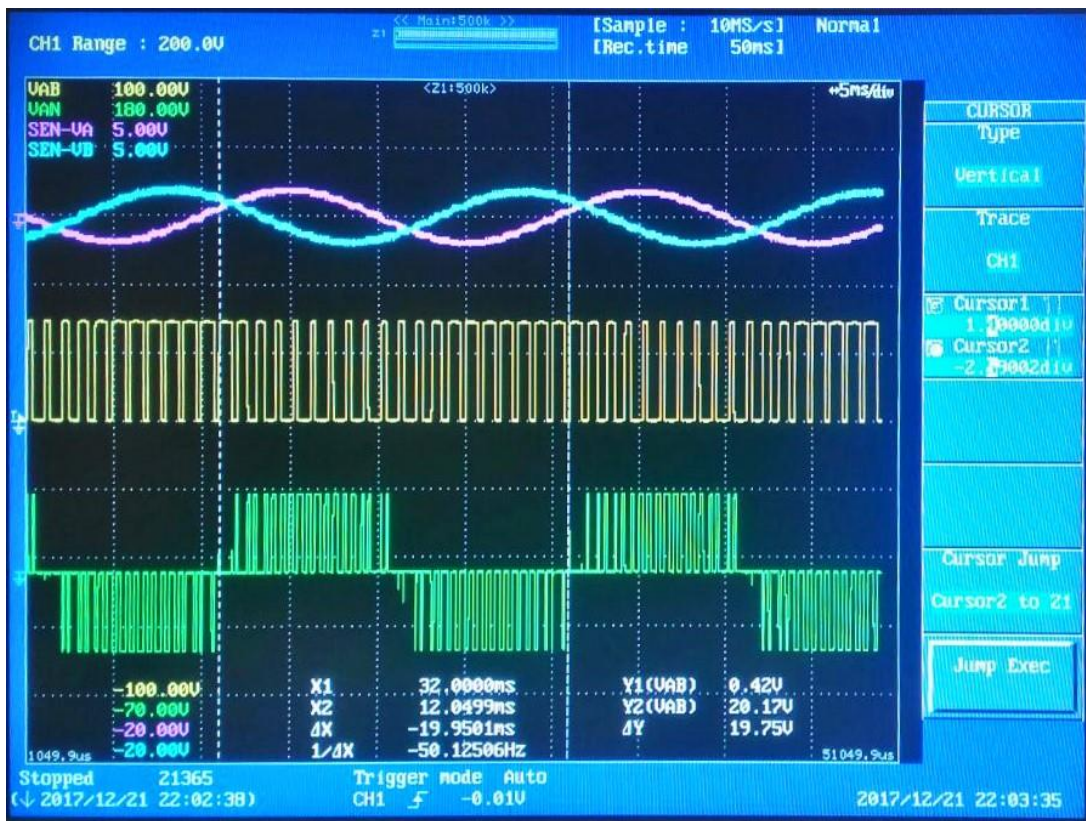 << Main:500k >>
[Sample : 10MS/s] Normal
CH1 Range : 200.0V
Z1
[Rec.time 50ms]
VAB 100.00V
<Z1:500k>
5ms/div
VAN 180.00V
SEN-VA 5.00V
SEN-VB 5.00V
CURSOR
Type
Vertical
Trace
CH1
Cursor1
Cursor2
Cursor Jump
Cursor2 to Z1
Jump Exec
-100.00V X1 32.0000ms Y1(VAB) 0.42V
-70.00V X2 12.0499ms Y2(VAB) 20.17V
-20.00V ΔX -19.9501ms ΔY 19.75V
-20.00V 1/ΔX -50.12506Hz
1049.9us 51049.9us
Stopped 21365 Trigger mode Auto
(↓ 2017/12/21 22:02:38) CH1 -0.01V 2017/12/21 22:03:35